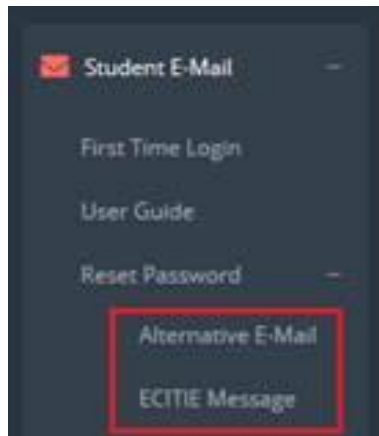 Student E-Mail
First Time Login
User Guide
Reset Password
Alternative E-Mail
ECITIE Message